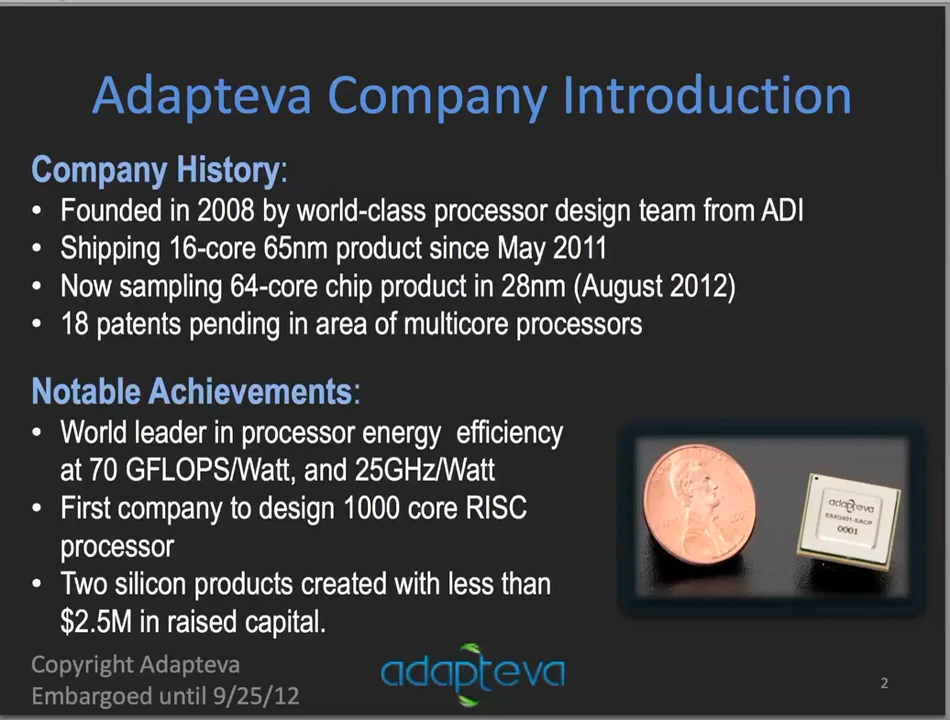 Adapteva Company Introduction
Company History:
• Founded in 2008 by world-class processor design team from ADI
• Shipping 16-core 65nm product since May 2011
• Now sampling 64-core chip product in 28nm (August 2012)
• 18 patents pending in area of multicore processors
Notable Achievements:
• World leader in processor energy efficiency
at 70 GFLOPS/Watt, and 25GHz/Watt
• First company to design 1000 core RISC
processor
• Two silicon products created with less than
$2.5M in raised capital.
adapteva
E64G401-SACP
0001
Copyright Adapteva
Embargoed until 9/25/12
adapteva
2